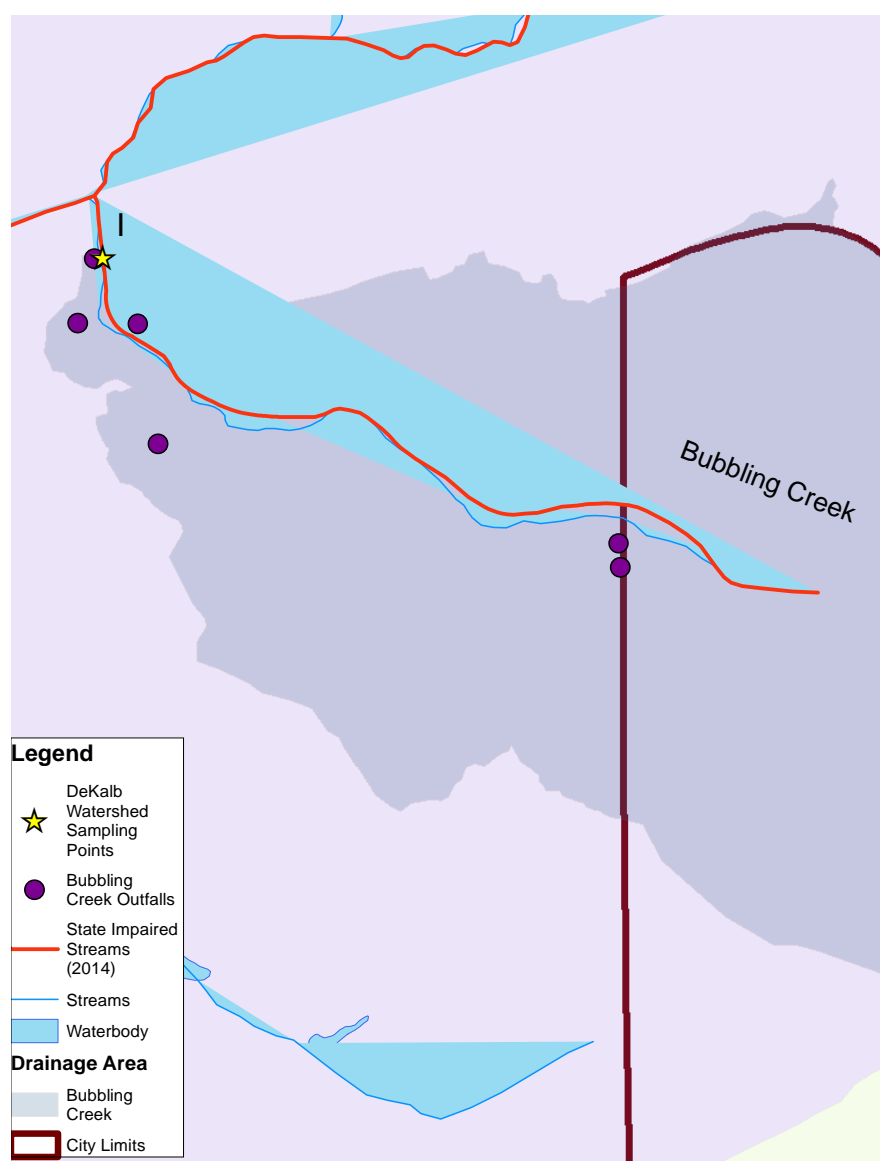 I
Bubbling Creek
Legend
DeKalb
Watershed
Sampling
Points
Bubbling
Creek Outfalls
State Impaired
Streams
(2014)
Streams
Waterbody
Drainage Area
Bubbling
Creek
City Limits